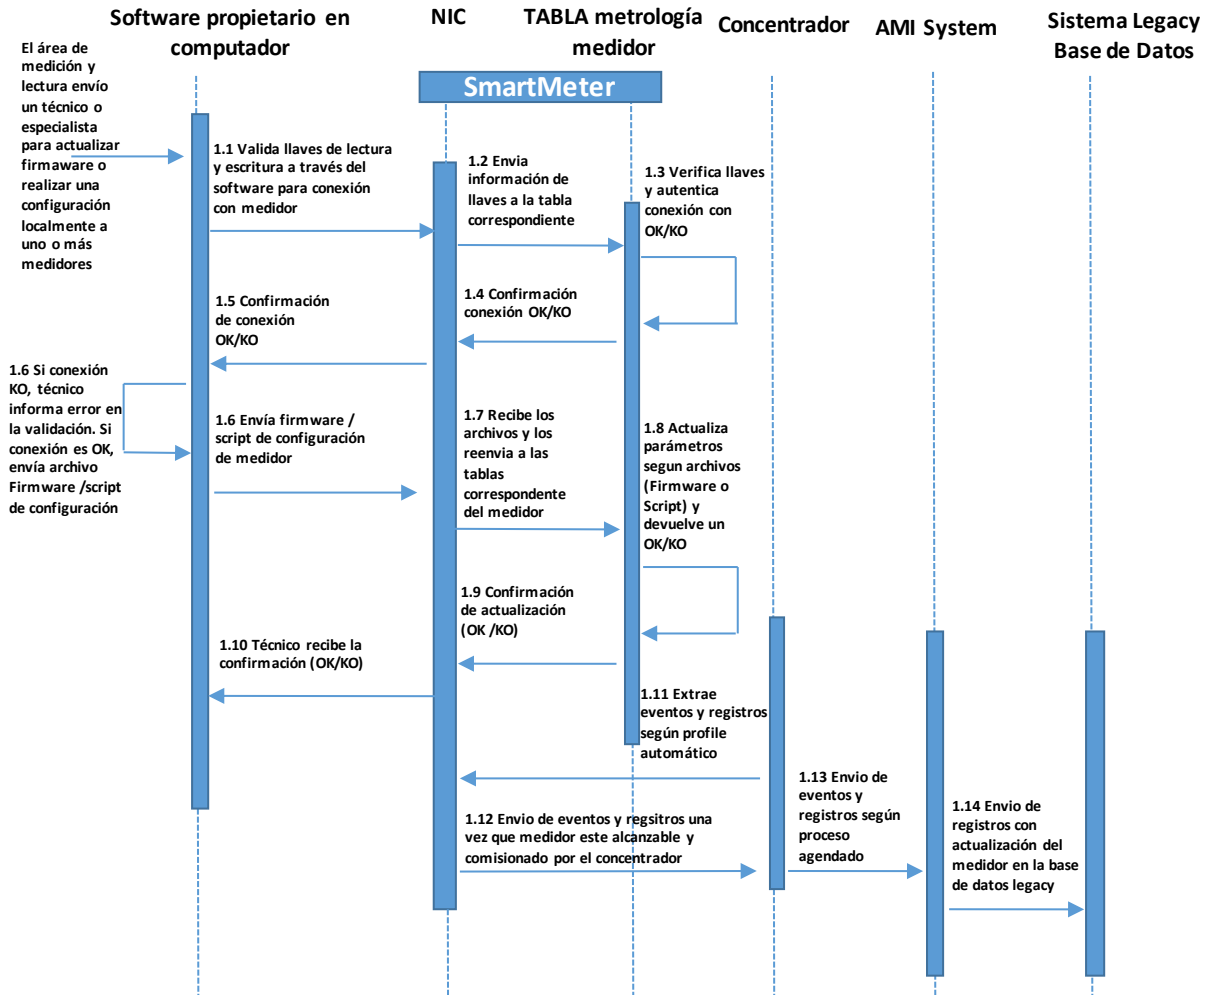 Software propietario en
computador
NIC
TABLA metrología
medidor
Concentrador
AMI System
Sistema Legacy
Base de Datos
SmartMeter
El área de
medición y
lectura envío
un técnico o
especialista
para actualizar
firmaware o
realizar una
configuración
localmente a
uno o más
medidores
1.1 Valida llaves de lectura
y escritura a través del
software para conexión
con medidor
1.2 Envia
información de
llaves a la tabla
correspondiente
1.3 Verifica llaves
y autentica
conexión con
OK/KO
1.4 Confirmación
conexión OK/KO
1.5 Confirmación
de conexión
OK/KO
1.6 Si conexión
KO, técnico
informa error en
la validación. Si
conexión es OK,
envía archivo
Firmware /script
de configuración
1.6 Envía firmware /
script de configuración
de medidor
1.7 Recibe los
archivos y los
reenvia a las
tablas
correspondente
del medidor
1.8 Actualiza
parámetros
segun archivos
(Firmware o
Script) y
devuelve un
OK/KO
1.9 Confirmación
de actualización
(OK /KO)
1.10 Técnico recibe la
confirmación (OK/KO)
1.11 Extrae
eventos y registros
según profile
automático
1.12 Envio de eventos y regsitros una
vez que medidor este alcanzable y
comisionado por el concentrador
1.13 Envio de
eventos y
registros según
proceso
agendado
1.14 Envio de
registros con
actualización del
medidor en la base
de datos legacy